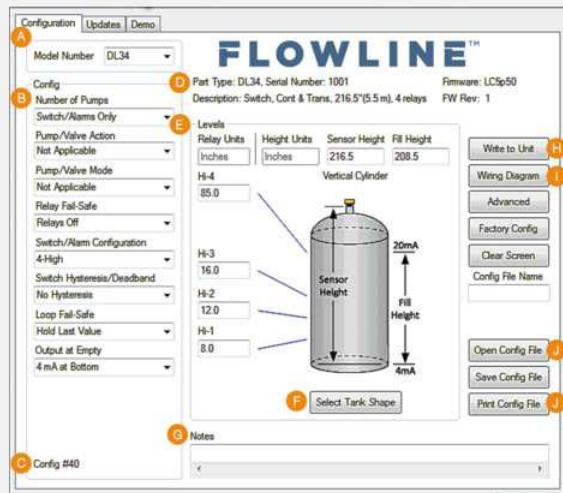 Configuration Updates Demo
A
Model Number DL34
FLOWLINE™
Config
B Number of Pumps
Switch/Alarms Only
Pump/Valve Action
Not Applicable
Pump/Valve Mode
Not Applicable
Relay Fail-Safe
Relays Off
Switch/Alarm Configuration
4-High
Switch Hysteresis/Deadband
No Hysteresis
Loop Fail-Safe
Hold Last Value
Output at Empty
4 mA at Bottom
C Config #40
D Part Type: DL34, Serial Number: 1001 Firmware: LC5p50
Description: Switch, Cont & Trans, 216.5"(5.5 m), 4 relays FW Rev: 1
E Levels
Relay Units Height Units Sensor Height Fill Height
Inches Inches 216.5 208.5
Vertical Cylinder
Hi-4
85.0
Hi-3
16.0
Hi-2
12.0
Hi-1
8.0
20mA
Sensor
Height
Fill
Height
4mA
F Select Tank Shape
G Notes
Write to Unit H
Wiring Diagram I
Advanced
Factory Config
Clear Screen
Config File Name
Open Config File J
Save Config File
Print Config File J